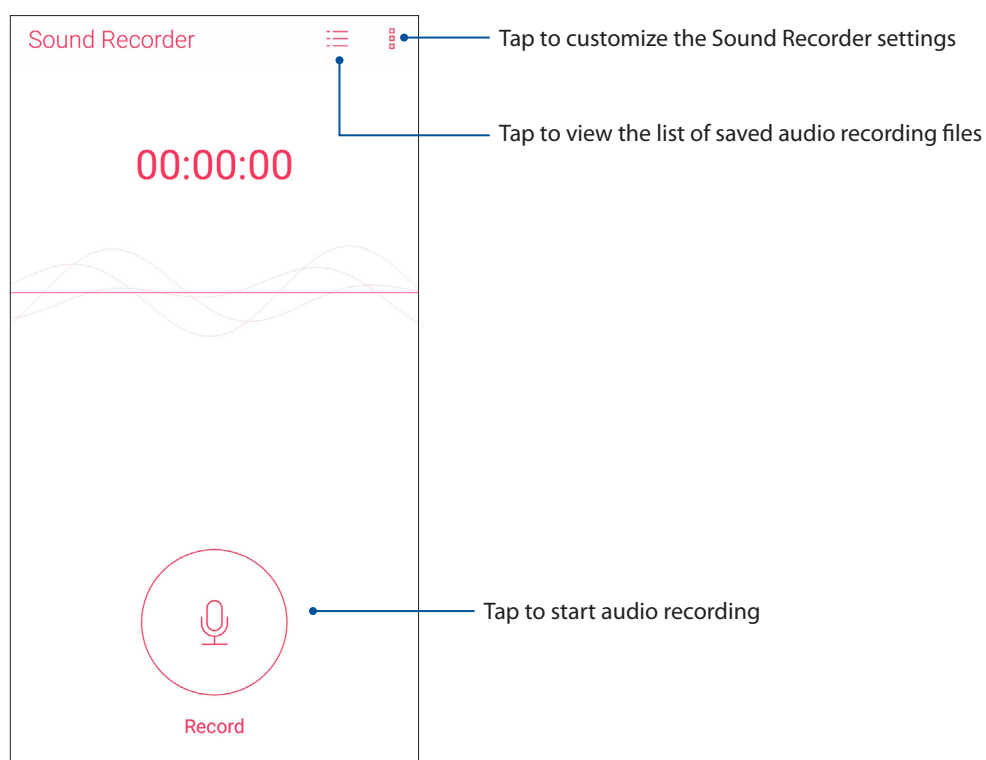 Sound Recorder
Tap to customize the Sound Recorder settings
Tap to view the list of saved audio recording files
00:00:00
Tap to start audio recording
Record